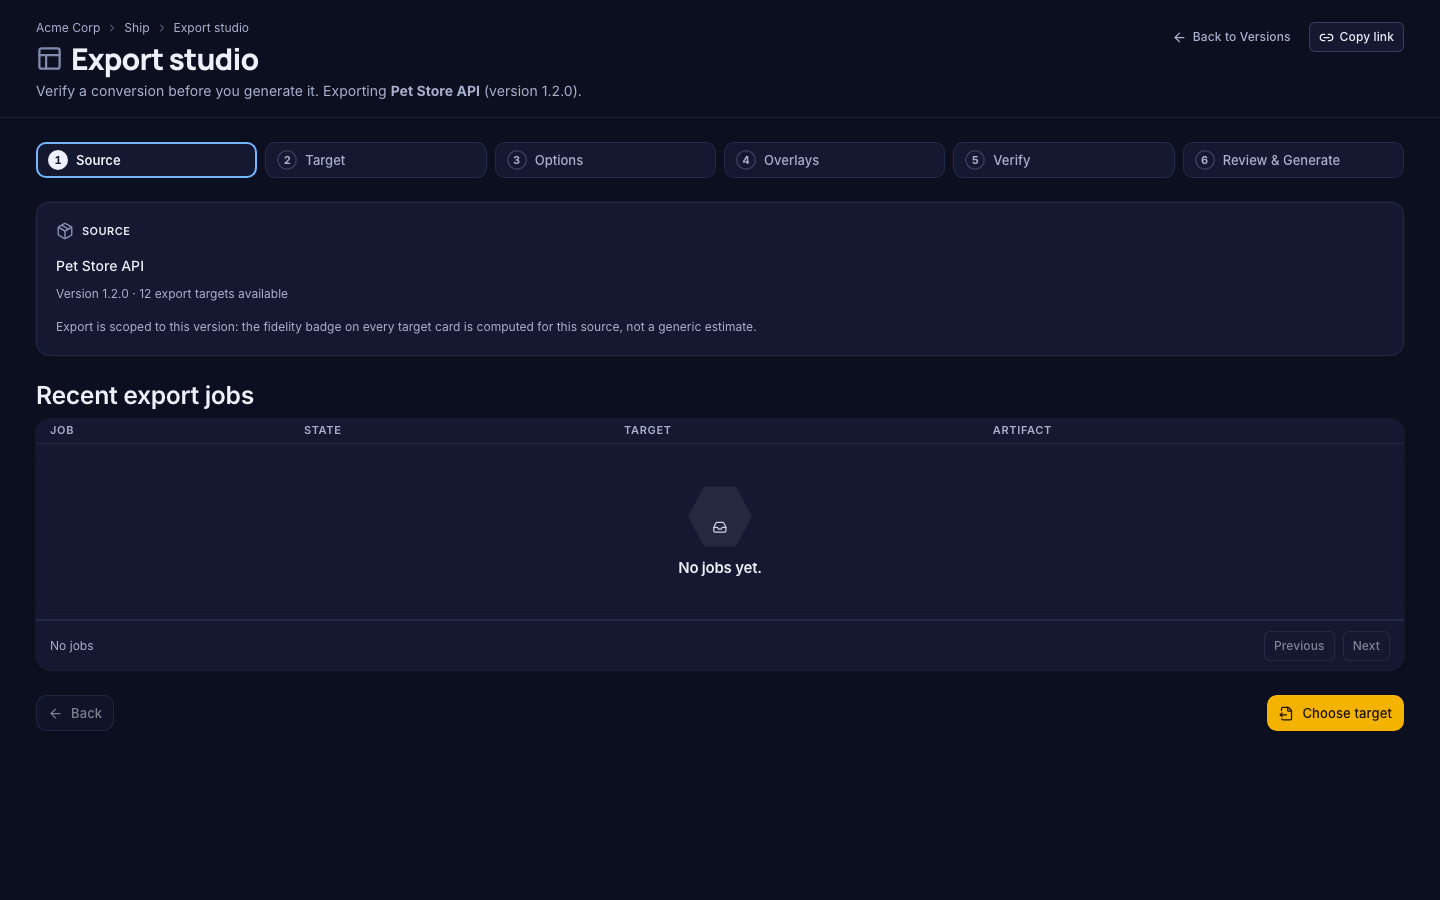 Acme Corp > Ship > Export studio
Back to Versions
Copy link
Export studio
Verify a conversion before you generate it. Exporting Pet Store API (version 1.2.0).
1 Source
2 Target
3 Options
4 Overlays
5 Verify
6 Review & Generate
SOURCE
Pet Store API
Version 1.2.0 · 12 export targets available
Export is scoped to this version: the fidelity badge on every target card is computed for this source, not a generic estimate.
Recent export jobs
JOB STATE TARGET ARTIFACT
No jobs yet.
No jobs
Previous
Next
Back
Choose target